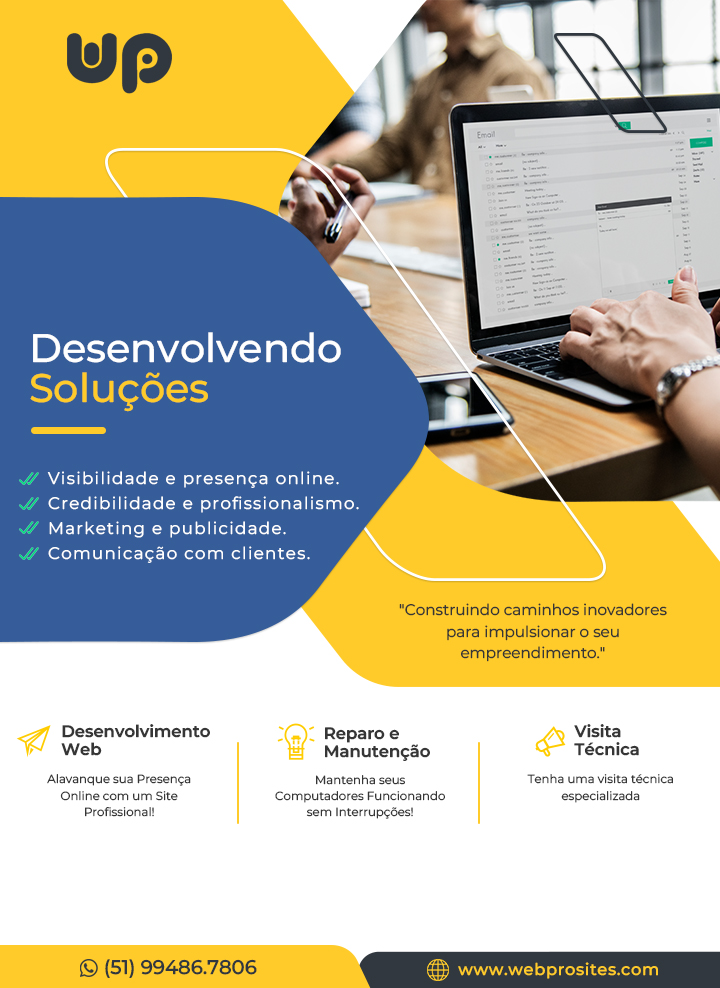 wp
Email
Desenvolvendo
Soluções
Visibilidade e presença online.
Credibilidade e profissionalismo.
Marketing e publicidade.
Comunicação com clientes.
"Construindo caminhos inovadores
para impulsionar o seu
empreendimento."
Desenvolvimento
Web
Alavanque sua Presença
Online com um Site
Profissional!
Reparo e
Manutenção
Mantenha seus
Computadores Funcionando
sem Interrupções!
Visita
Técnica
Tenha uma visita técnica
especializada
(51) 99486.7806
www.webprosites.com